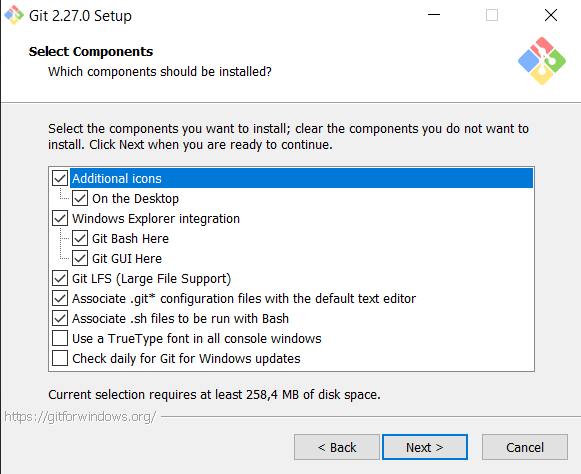 Git 2.27.0 Setup
Select Components
Which components should be installed?
Select the components you want to install; clear the components you do not want to
install. Click Next when you are ready to continue.
Additional icons
On the Desktop
Windows Explorer integration
Git Bash Here
Git GUI Here
Git LFS (Large File Support)
Associate .git* configuration files with the default text editor
Associate .sh files to be run with Bash
Use a TrueType font in all console windows
Check daily for Git for Windows updates
Current selection requires at least 258,4 MB of disk space.
https://gitforwindows.org/
< Back
Next >
Cancel